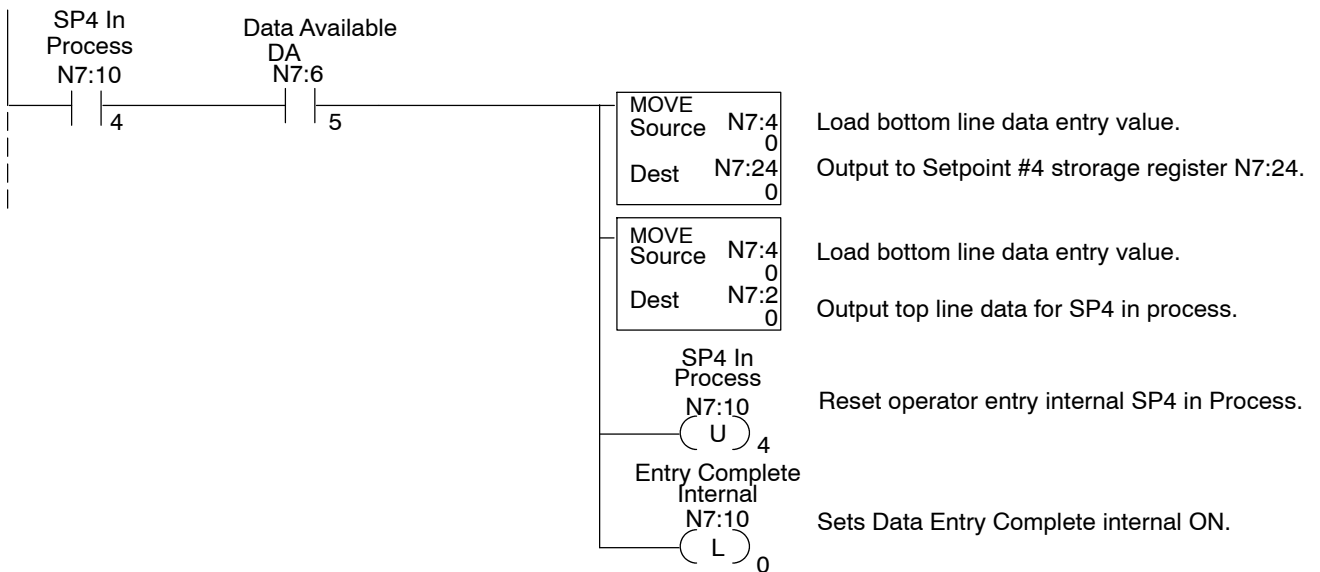 SP4 In
Process
N7:10
4
Data Available
DA
N7:6
5
MOVE
Source N7:4
0
Dest N7:24
0
Load bottom line data entry value.
Output to Setpoint #4 strorage register N7:24.
MOVE
Source N7:4
0
Dest N7:2
0
Load bottom line data entry value.
Output top line data for SP4 in process.
SP4 In
Process
N7:10
U
4
Reset operator entry internal SP4 in Process.
Entry Complete
Internal
N7:10
L
0
Sets Data Entry Complete internal ON.